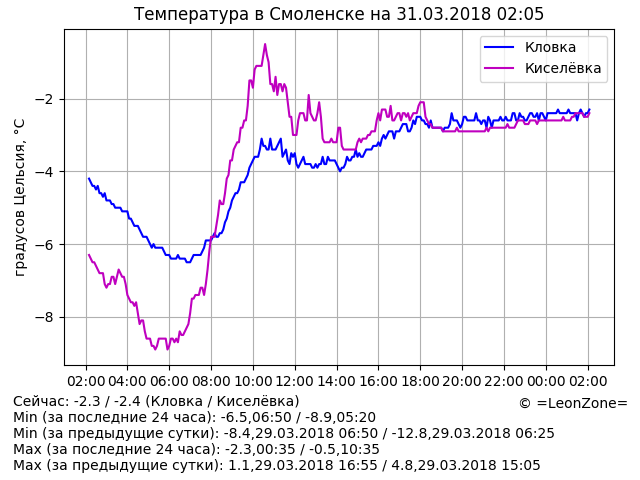 Температура в Смоленске на 31.03.2018 02:05
Кловка
Киселёвка
градусов Цельсия, °C
−2
−4
−6
−8
02:00 04:00 06:00 08:00 10:00 12:00 14:00 16:00 18:00 20:00 22:00 00:00 02:00
Сейчас: -2.3 / -2.4 (Кловка / Киселёвка)
© =LeonZone=
Min (за последние 24 часа): -6.5,06:50 / -8.9,05:20
Min (за предыдущие сутки): -8.4,29.03.2018 06:50 / -12.8,29.03.2018 06:25
Max (за последние 24 часа): -2.3,00:35 / -0.5,10:35
Max (за предыдущие сутки): 1.1,29.03.2018 16:55 / 4.8,29.03.2018 15:05